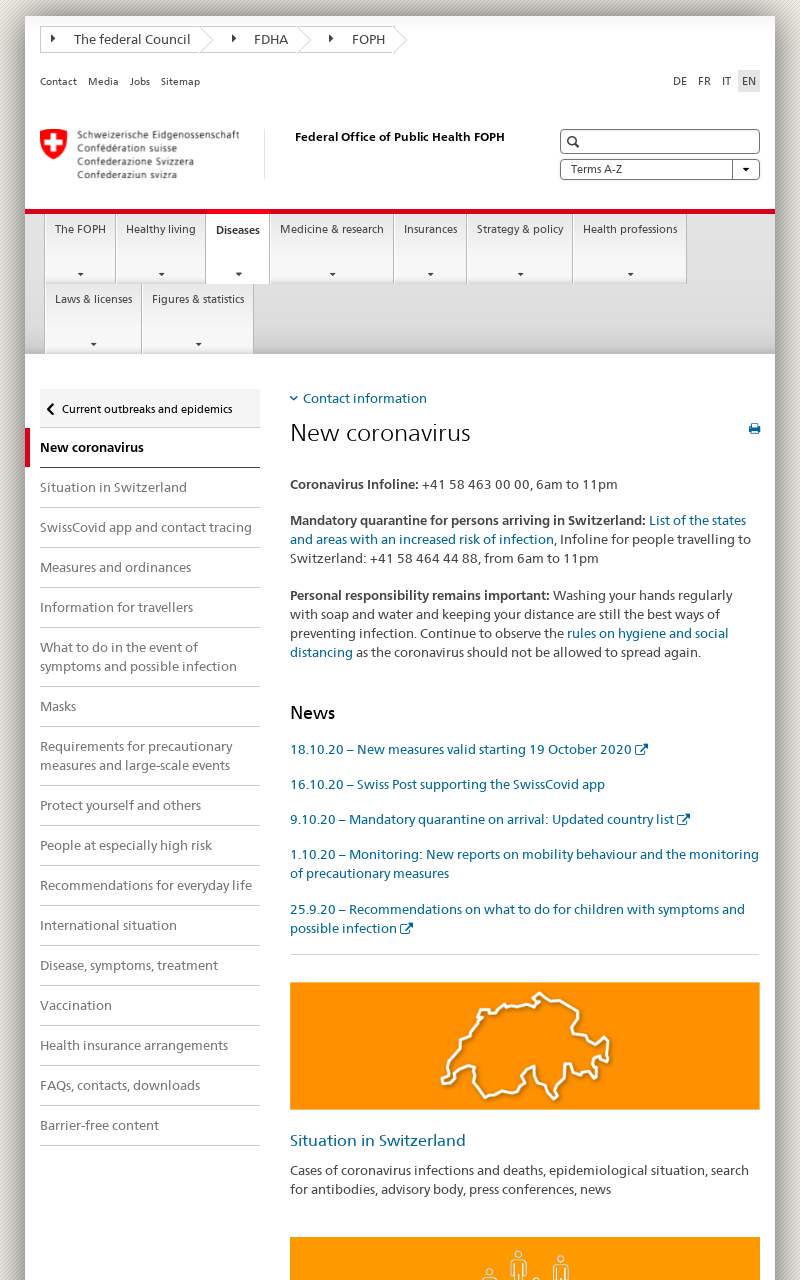 The federal Council
FDHA
FOPH
Contact Media Jobs Sitemap
DE FR IT EN
Schweizerische Eidgenossenschaft
Confédération suisse
Confederazione Svizzera
Confederaziun svizra
Federal Office of Public Health FOPH
Terms A-Z
The FOPH
Healthy living
Diseases
Medicine & research
Insurances
Strategy & policy
Health professions
Laws & licenses
Figures & statistics
Current outbreaks and epidemics
New coronavirus
Situation in Switzerland
SwissCovid app and contact tracing
Measures and ordinances
Information for travellers
What to do in the event of
symptoms and possible infection
Masks
Requirements for precautionary
measures and large-scale events
Protect yourself and others
People at especially high risk
Recommendations for everyday life
International situation
Disease, symptoms, treatment
Vaccination
Health insurance arrangements
FAQs, contacts, downloads
Barrier-free content
Contact information
New coronavirus
Coronavirus Infoline: +41 58 463 00 00, 6am to 11pm
Mandatory quarantine for persons arriving in Switzerland: List of the states
and areas with an increased risk of infection, Infoline for people travelling to
Switzerland: +41 58 464 44 88, from 6am to 11pm
Personal responsibility remains important: Washing your hands regularly
with soap and water and keeping your distance are still the best ways of
preventing infection. Continue to observe the rules on hygiene and social
distancing as the coronavirus should not be allowed to spread again.
News
18.10.20 – New measures valid starting 19 October 2020
16.10.20 – Swiss Post supporting the SwissCovid app
9.10.20 – Mandatory quarantine on arrival: Updated country list
1.10.20 – Monitoring: New reports on mobility behaviour and the monitoring
of precautionary measures
25.9.20 – Recommendations on what to do for children with symptoms and
possible infection
Situation in Switzerland
Cases of coronavirus infections and deaths, epidemiological situation, search
for antibodies, advisory body, press conferences, news